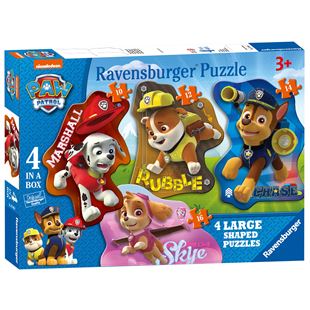 nickelodeon
PAW
PATROL
Ravensburger Puzzle
3+
10
12
14
MARSHALL
RUBBLE
CHASE
4
IN A
BOX
16
Skye
4 LARGE
SHAPED
PUZZLES
Ravensburger